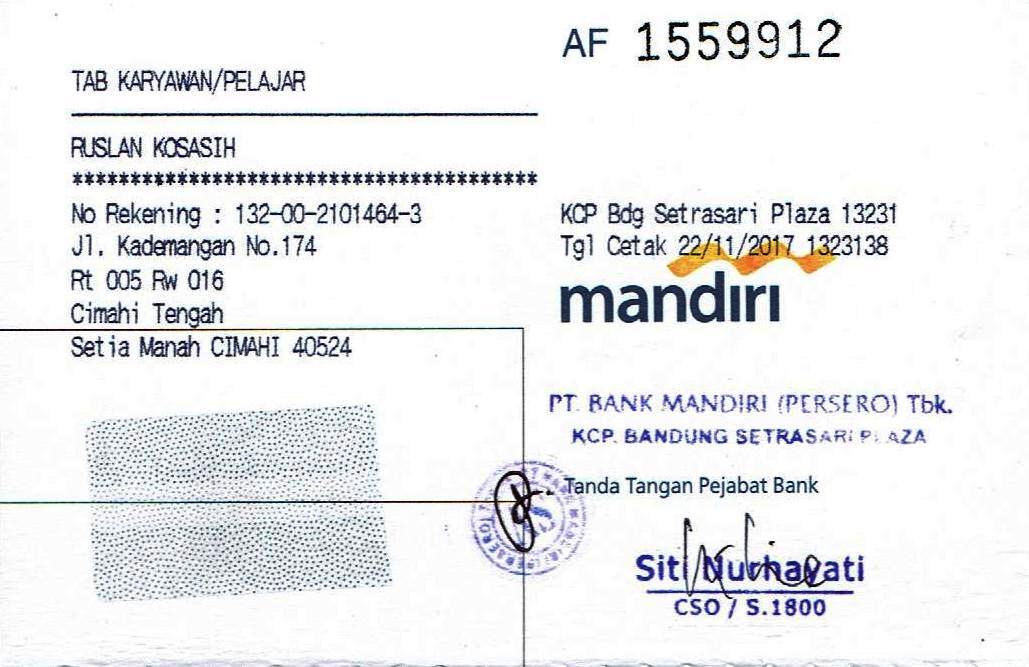 AF 1559912
TAB KARYAWAN/PELAJAR
RUSLAN KOSASIH
****************************************
No Rekening : 132-00-2101464-3
Jl. Kademangan No.174
Rt 005 Rw 016
Cimahi Tengah
Setia Manah CIMAHI 40524
KCP Bdg Setrasari Plaza 13231
Tgl Cetak 22/11/2017 1323138
mandiri
PT. BANK MANDIRI (PERSERO) Tbk.
KCP. BANDUNG SETRASARI PLAZA
Tanda Tangan Pejabat Bank
Siti Nurhayati
CSO / S.1800